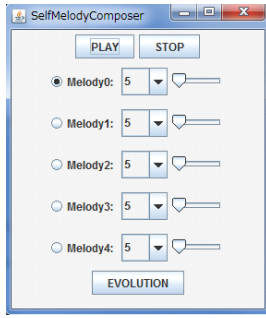 SelfMelodyComposer
PLAY STOP
Melody0: 5
Melody1: 5
Melody2: 5
Melody3: 5
Melody4: 5
EVOLUTION